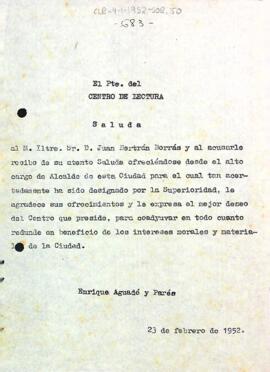 CLR-4-1-1952-SOR.50
-583-
El Pte. del
CENTRO DE LECTURA
Saluda
al M. Iltre. Sr. D. Juan Bertrán Borrás y al acusarle
recibo de su atento Saluda ofreciéndose desde el alto
cargo de Alcalde de esta Ciudad para el cual tan acer-
tadamente ha sido designado por la Superioridad, le
agradece sus ofrecimientos y le expresa el mejor deseo
del Centro que preside, para coadyuvar en todo cuanto
redunde en beneficio de los intereses morales y materia-
les de la Ciudad.
Enrique Aguadé y Parés
23 de febrero de 1952.